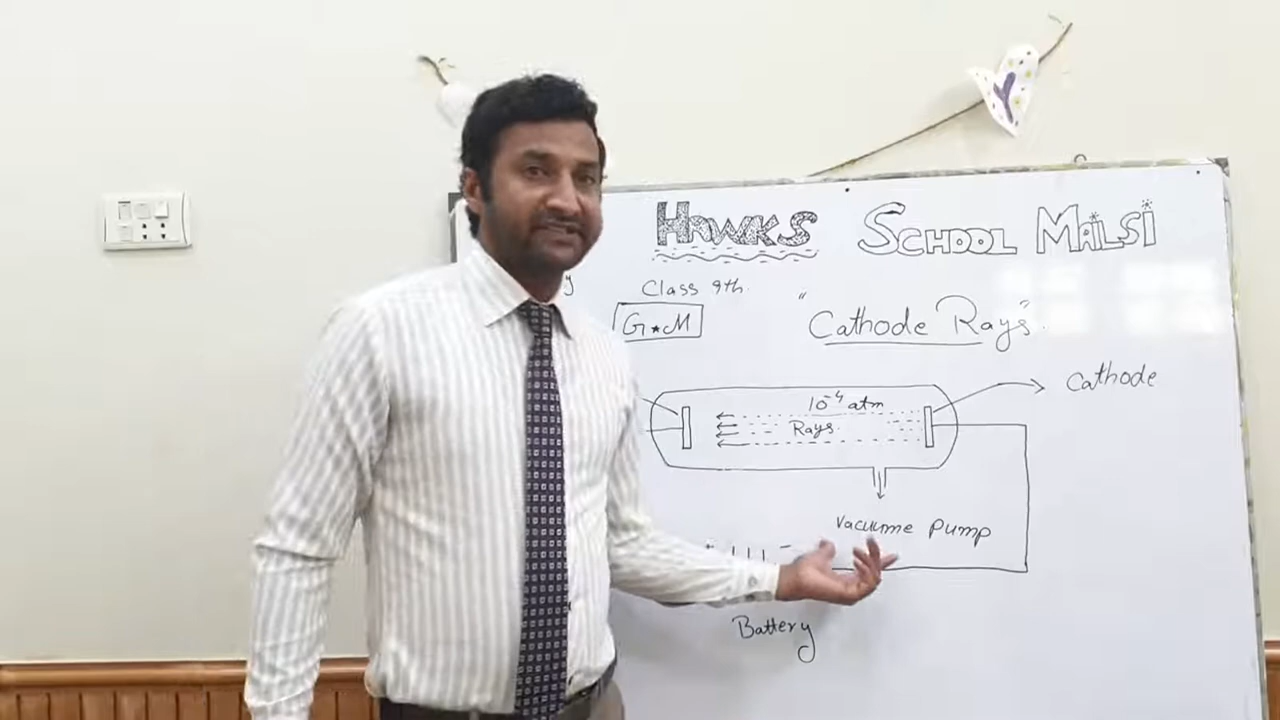 HAWKS SCHOOL MAILSI
Class 9th.
G★M
"Cathode Rays".
Cathode
10⁻⁴ atm
Rays.
Vacuume Pump
+ -
Battery